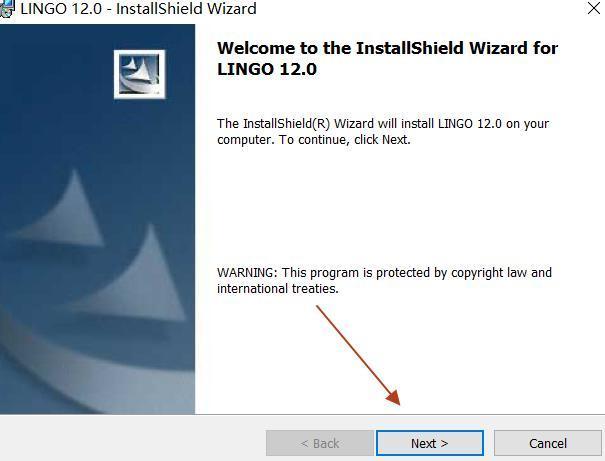 LINGO 12.0 - InstallShield Wizard
Welcome to the InstallShield Wizard for
LINGO 12.0
The InstallShield(R) Wizard will install LINGO 12.0 on your
computer. To continue, click Next.
WARNING: This program is protected by copyright law and
international treaties.
< Back Next > Cancel